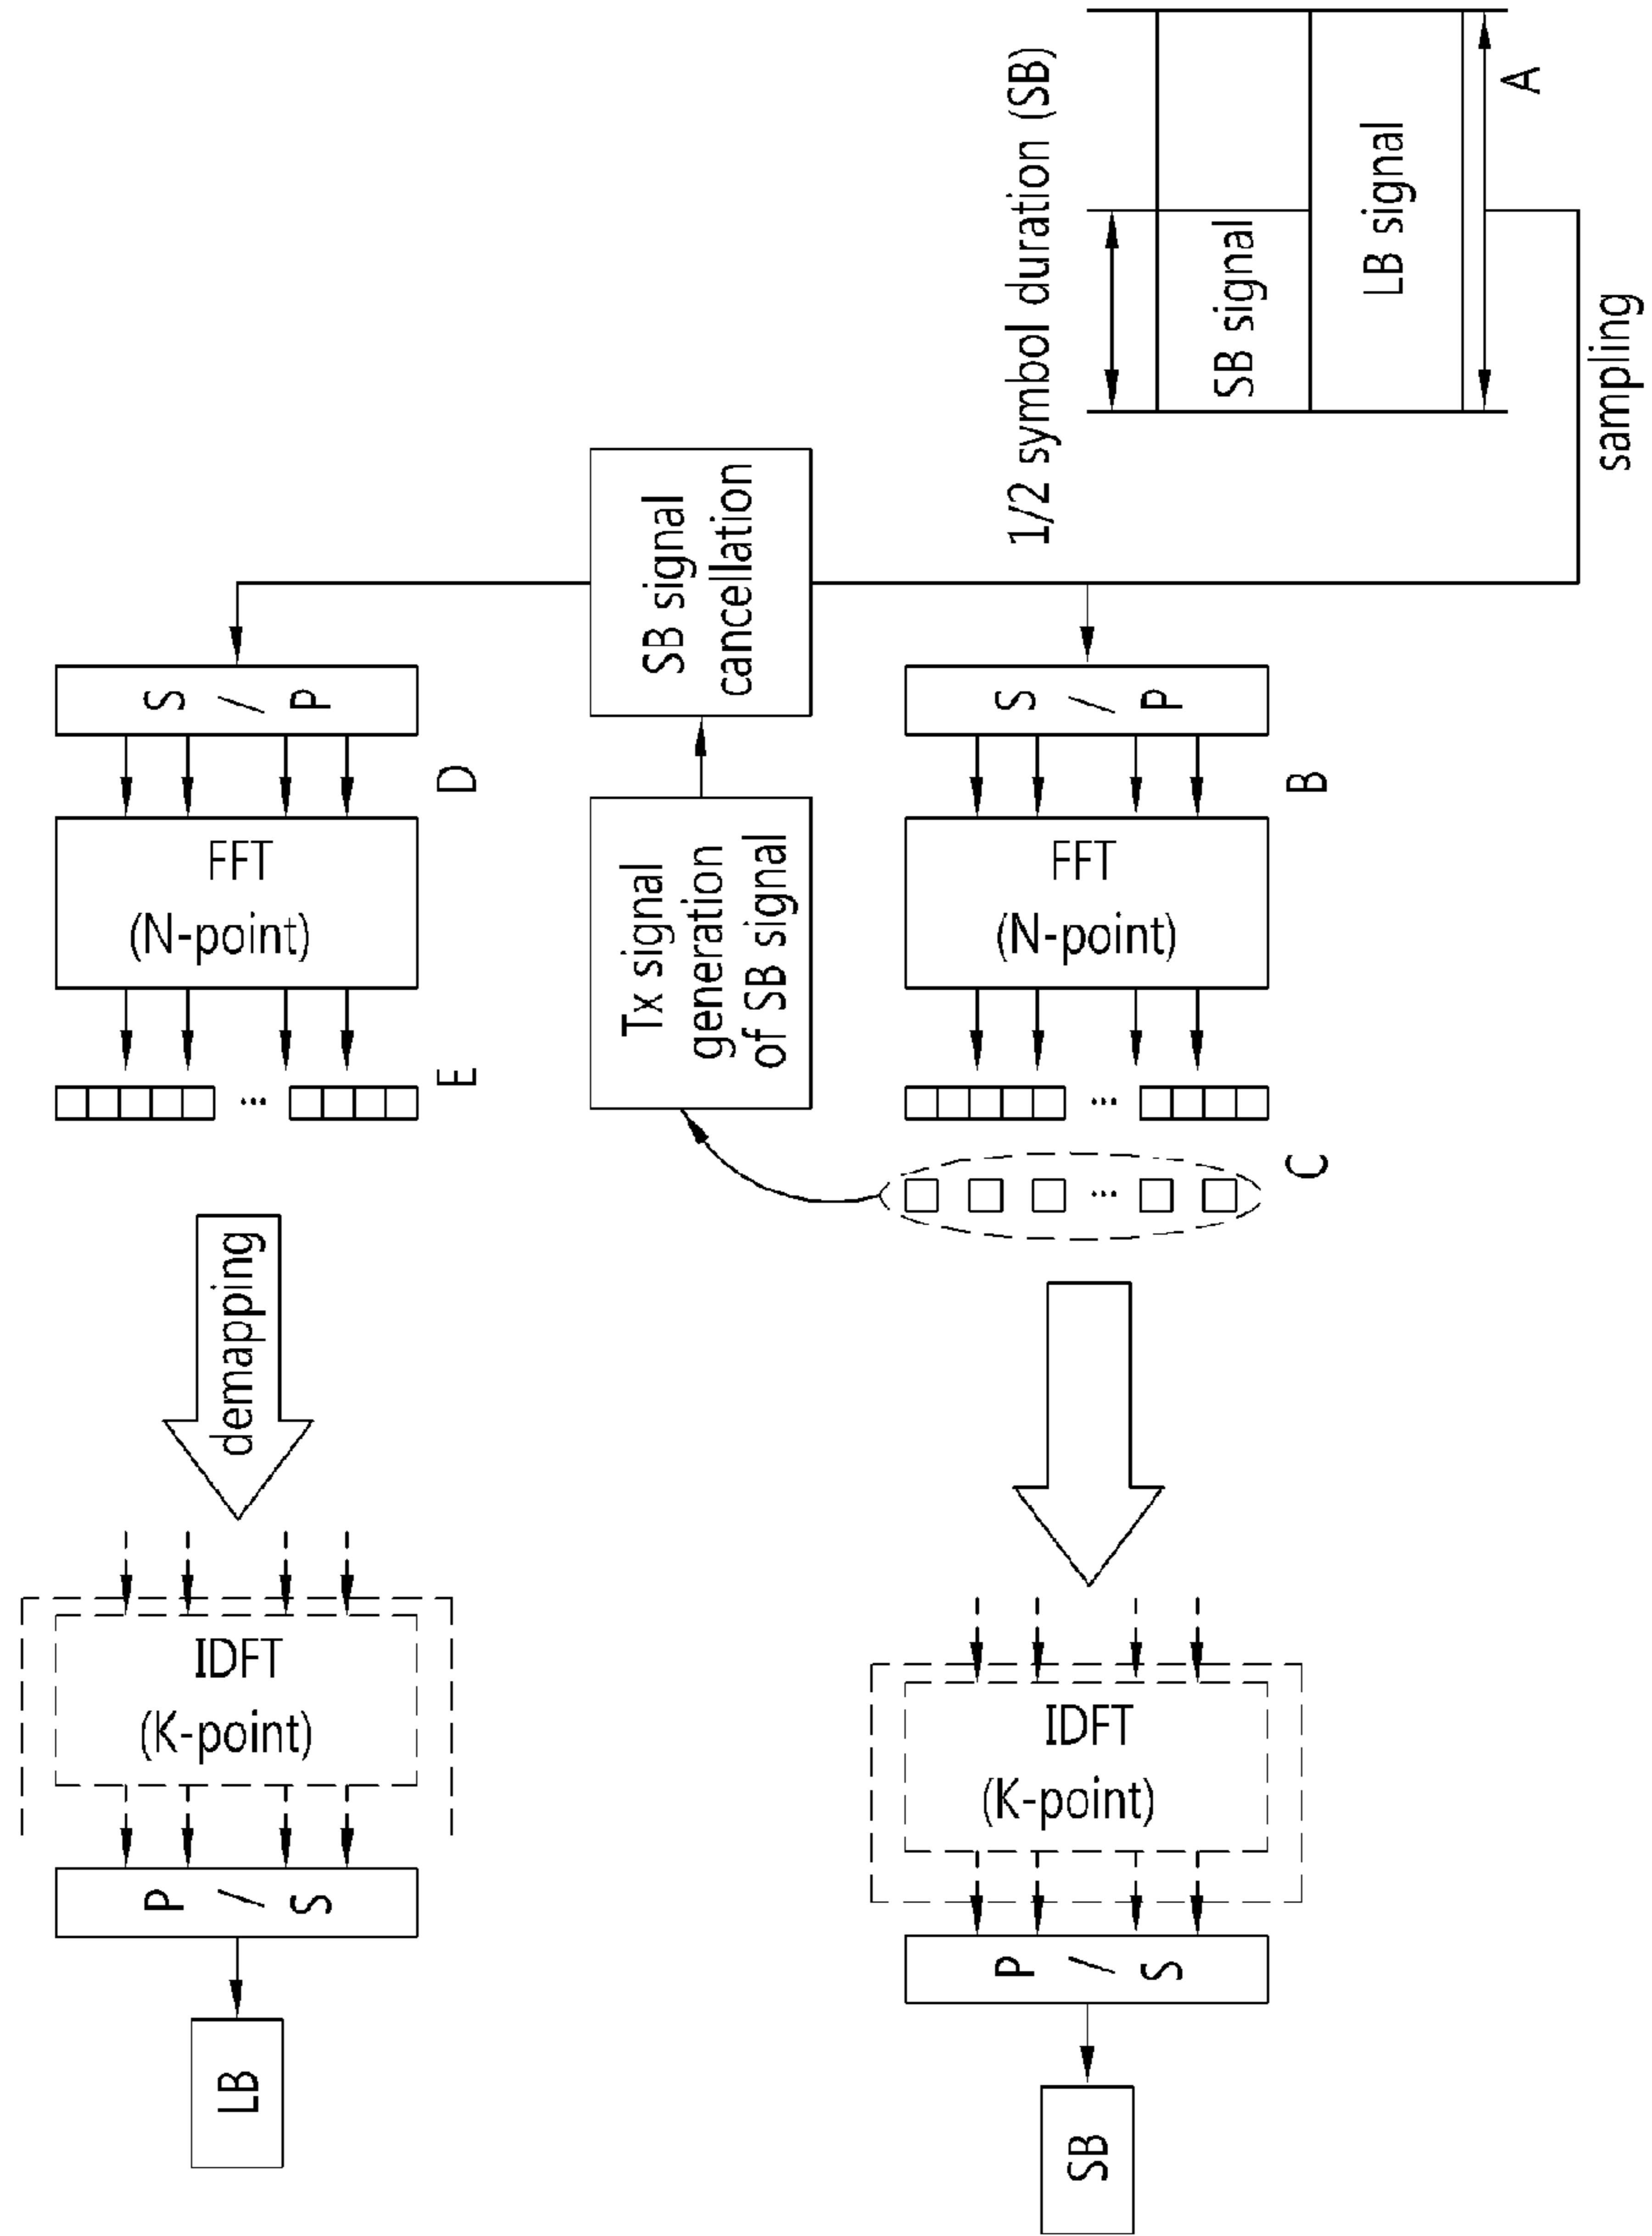 1/2 symbol duration (SB)
SB signal
LB signal
A
sampling
SB signal
cancellation
S / P
D
FFT
(N-point)
E
demapping
IDFT
(K-point)
P / S
LB
Tx signal
generation
of SB signal
S / P
B
FFT
(N-point)
...
...
C
...
IDFT
(K-point)
P / S
SB